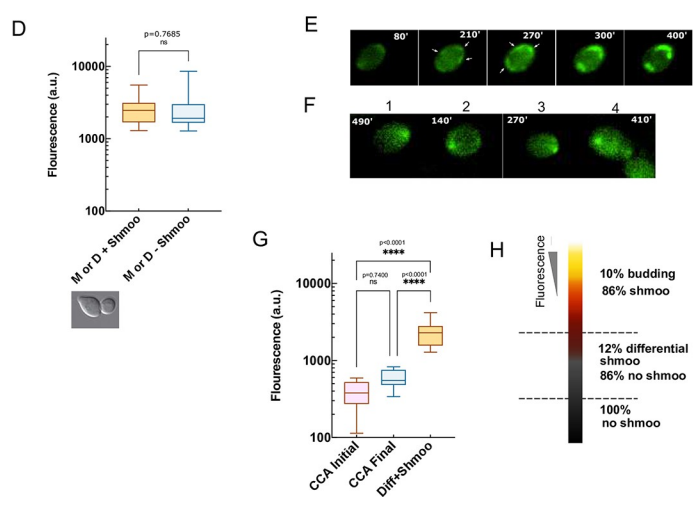 D
p=0.7685
ns
Flourescence (a.u.)
10000
1000
100
M or D + Shmoo
M or D - Shmoo
E
80'
210'
270'
300'
400'
F
1
2
3
4
490'
140'
270'
410'
G
p<0.0001
****
p=0.7400
ns
p<0.0001
****
Flourescence (a.u.)
10000
1000
100
CCA Initial
CCA Final
Diff+Shmoo
H
Fluorescence
10% budding
86% shmoo
12% differential
shmoo
86% no shmoo
100%
no shmoo